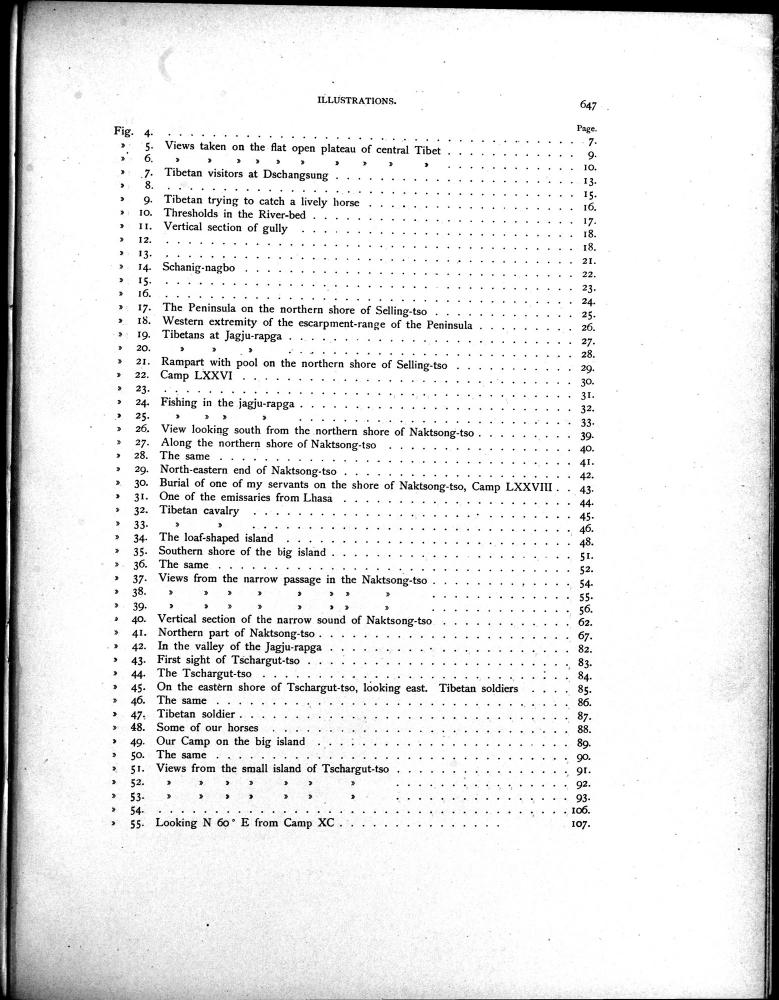 ILLUSTRATIONS.
647
Page.
Fig. 4. . . . . . . . . . . 7.
» 5. Views taken on the flat open plateau of central Tibet . . . . . . 9.
» 6. » » » » » » » » » . . . . . . 10.
» 7. Tibetan visitors at Dschangsung . . . . . . 13.
» 8. . . . . . . . . . . 15.
» 9. Tibetan trying to catch a lively horse . . . . . . 16.
» 10. Thresholds in the River-bed . . . . . . 17.
» 11. Vertical section of gully . . . . . . 18.
» 12. . . . . . . . . . . 18.
» 13. . . . . . . . . . . 21.
» 14. Schanig-nagbo . . . . . . 22.
» 15. . . . . . . . . . . 23.
» 16. . . . . . . . . . . 24.
» 17. The Peninsula on the northern shore of Selling-tso . . . . . . 25.
» 18. Western extremity of the escarpment-range of the Peninsula . . . . . . 26.
» 19. Tibetans at Jagju-rapga . . . . . . 27.
» 20. » » » . . . . . . 28.
» 21. Rampart with pool on the northern shore of Selling-tso . . . . . . 29.
» 22. Camp LXXVI . . . . . . 30.
» 23. . . . . . . . . . . 31.
» 24. Fishing in the jagju-rapga . . . . . . 32.
» 25. » » » » . . . . . . 33.
» 26. View looking south from the northern shore of Naktsong-tso . . . . . . 39.
» 27. Along the northern shore of Naktsong-tso . . . . . . 40.
» 28. The same . . . . . . 41.
» 29. North-eastern end of Naktsong-tso . . . . . . 42.
» 30. Burial of one of my servants on the shore of Naktsong-tso, Camp LXXVIII . . 43.
» 31. One of the emissaries from Lhasa . . . . . . 44.
» 32. Tibetan cavalry . . . . . . 45.
» 33. » » . . . . . . 46.
» 34. The loaf-shaped island . . . . . . 48.
» 35. Southern shore of the big island . . . . . . 51.
» 36. The same . . . . . . 52.
» 37. Views from the narrow passage in the Naktsong-tso . . . . . . 54.
» 38. » » » » » » » . . . . . . 55.
» 39. » » » » » » » . . . . . . 56.
» 40. Vertical section of the narrow sound of Naktsong-tso . . . . . . 62.
» 41. Northern part of Naktsong-tso . . . . . . 67.
» 42. In the valley of the Jagju-rapga . . . . . . 82.
» 43. First sight of Tschargut-tso . . . . . . 83.
» 44. The Tschargut-tso . . . . . . 84.
» 45. On the eastern shore of Tschargut-tso, looking east. Tibetan soldiers . . . . 85.
» 46. The same . . . . . . 86.
» 47. Tibetan soldier . . . . . . 87.
» 48. Some of our horses . . . . . . 88.
» 49. Our Camp on the big island . . . . . . 89.
» 50. The same . . . . . . 90.
» 51. Views from the small island of Tschargut-tso . . . . . . 91.
» 52. » » » » » » » . . . . . . 92.
» 53. » » » » » » » . . . . . . 93.
» 54. . . . . . . . . . . 106.
» 55. Looking N 60° E from Camp XC . . . . . . 107.